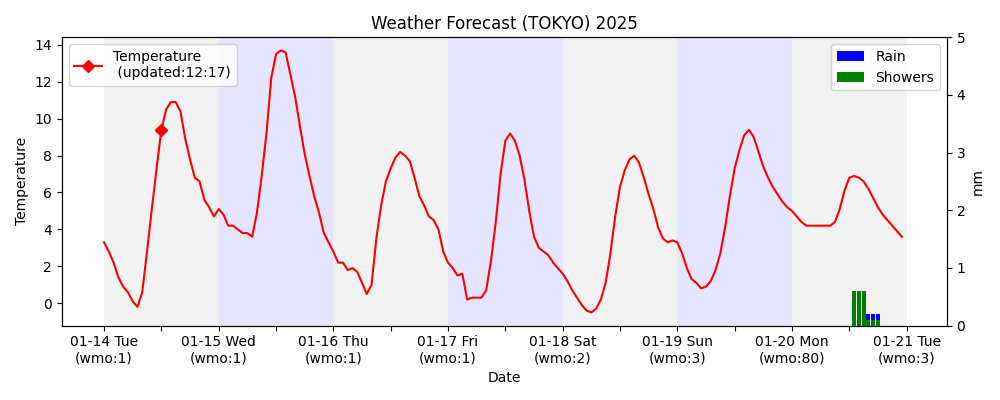 Weather Forecast (TOKYO) 2025
Temperature
(updated:12:17)
Rain
Showers
14
12
10
8
6
4
2
0
Temperature
5
4
3
2
1
0
mm
01-14 Tue
(wmo:1)
01-15 Wed
(wmo:1)
01-16 Thu
(wmo:1)
01-17 Fri
(wmo:1)
01-18 Sat
(wmo:2)
01-19 Sun
(wmo:3)
01-20 Mon
(wmo:80)
01-21 Tue
(wmo:3)
Date